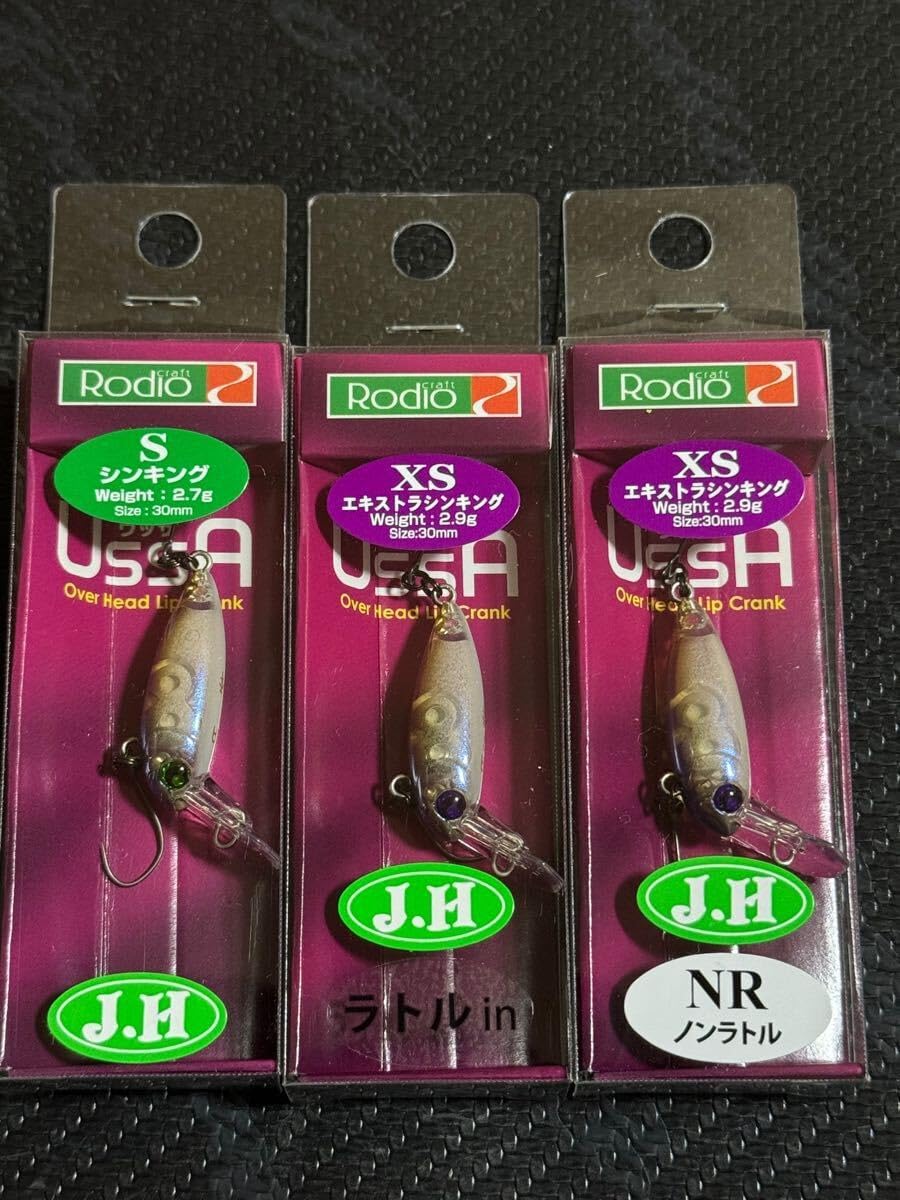 Rodio craft
S
シンキング
Weight : 2.7g
Size : 30mm
UssA
Over Head Lip Crank
J.H
Rodio craft
XS
エキストラシンキング
Weight : 2.9g
Size:30mm
UssA
Over Head Lip Crank
J.H
ラトル in
Rodio craft
XS
エキストラシンキング
Weight : 2.9g
Size:30mm
UssA
Over Head Lip Crank
J.H
NR
ノンラトル